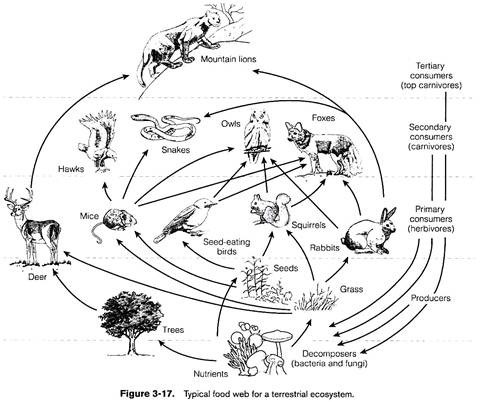 Mountain lions
Tertiary
consumers
(top carnivores)
Hawks
Snakes
Owls
Foxes
Secondary
consumers
(carnivores)
Deer
Mice
Seed-eating
birds
Squirrels
Rabbits
Primary
consumers
(herbivores)
Seeds
Grass
Producers
Trees
Nutrients
Decomposers
(bacteria and fungi)
Figure 3-17. Typical food web for a terrestrial ecosystem.